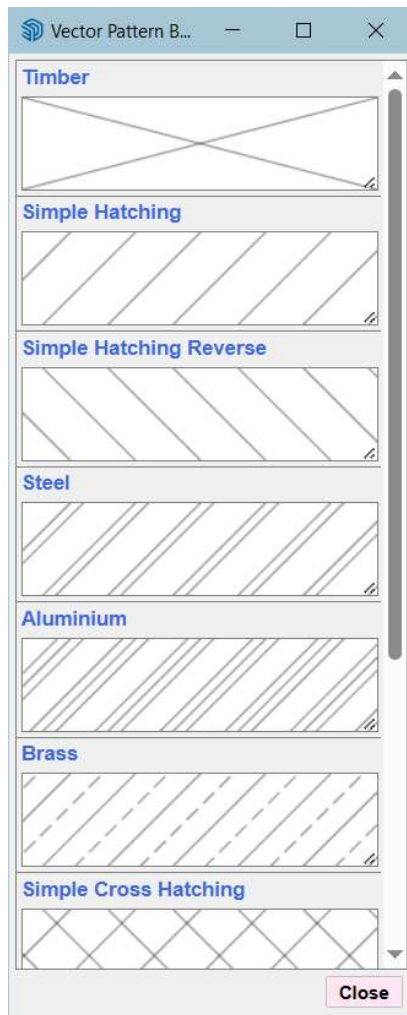 Vector Pattern B...
Timber
Simple Hatching
Simple Hatching Reverse
Steel
Aluminium
Brass
Simple Cross Hatching
Close